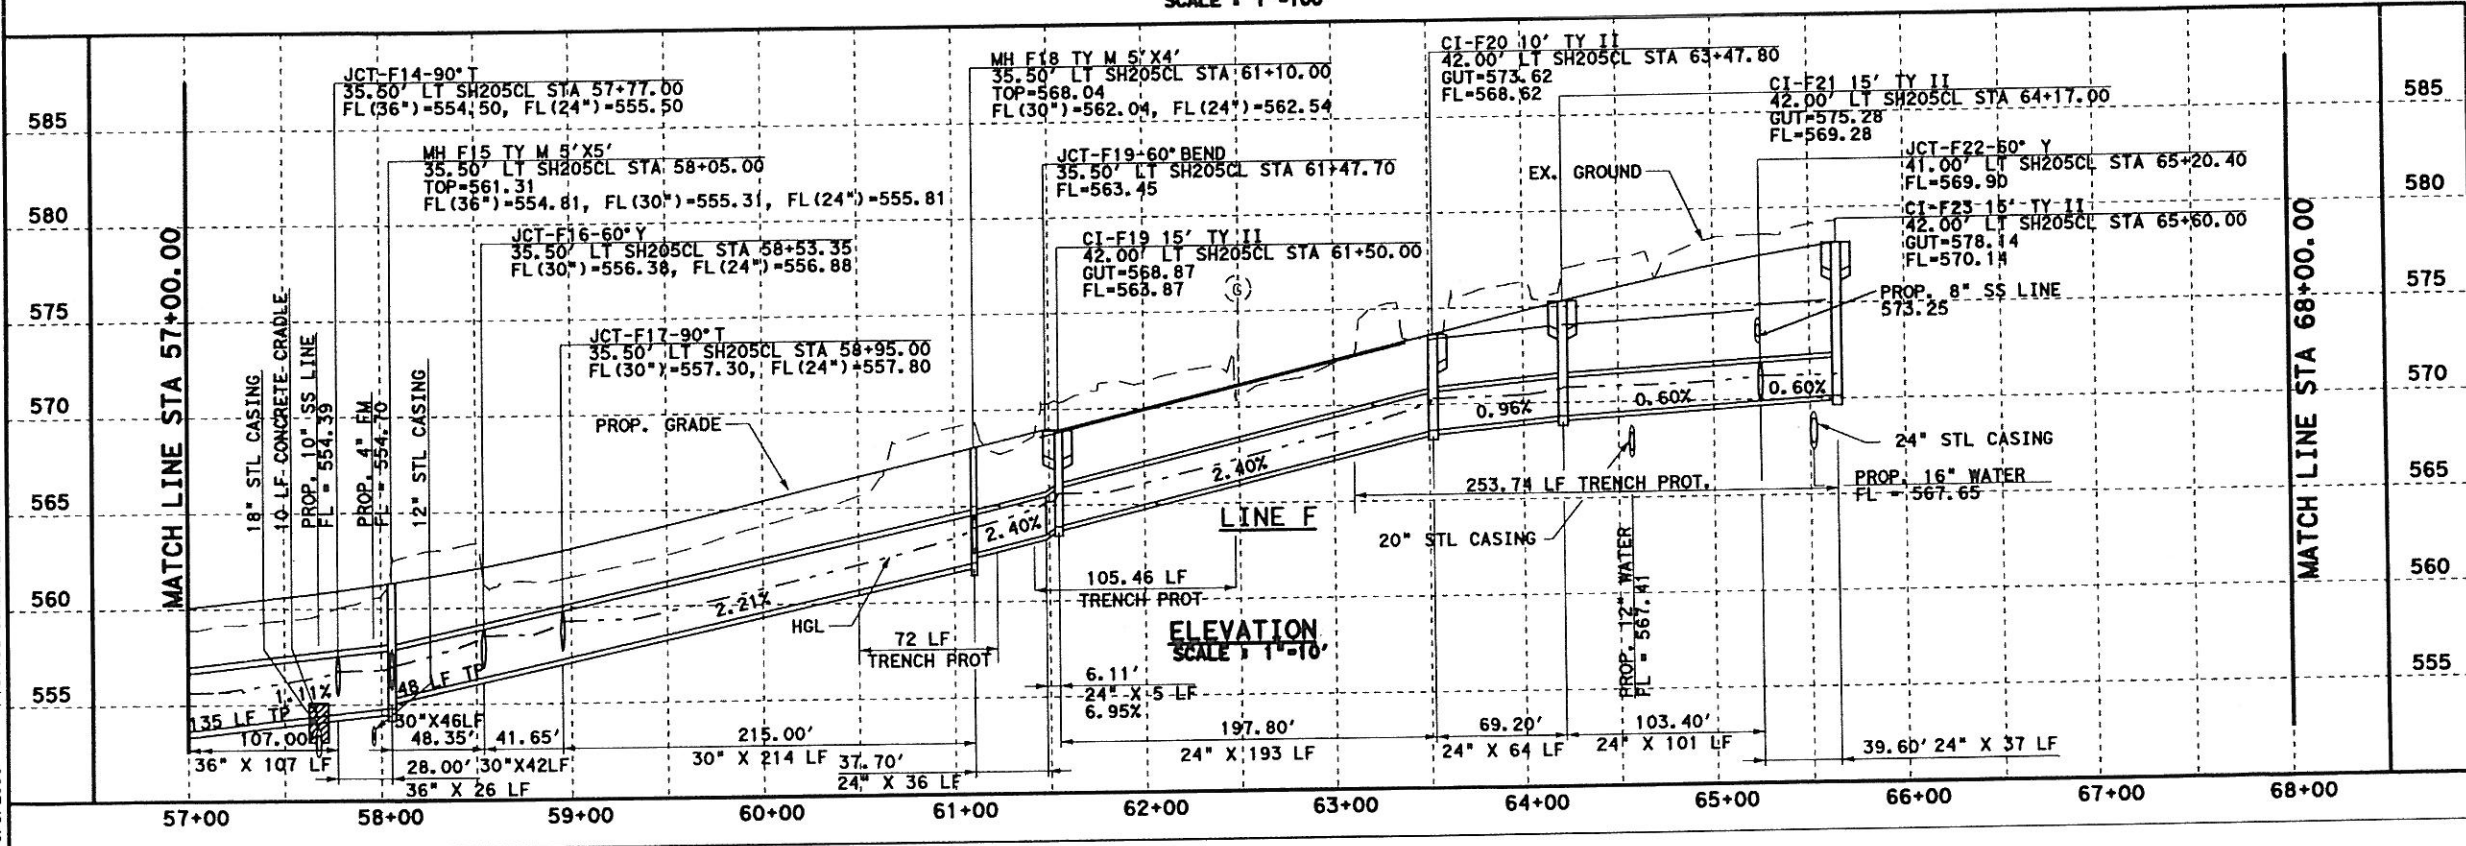 SCALE : 1"=100'
JCT-F14-90° T
35.50' LT SH205CL STA 57+77.00
FL(36")=554.50, FL(24")=555.50
MH F15 TY M 5'X5'
35.50' LT SH205CL STA 58+05.00
TOP=561.31
FL(36")=554.81, FL(30")=555.31, FL(24")=555.81
JCT-F16-60° Y
35.50' LT SH205CL STA 58+53.35
FL(30")=556.38, FL(24")=556.88
JCT-F17-90° T
35.50' LT SH205CL STA 58+95.00
FL(30")=557.30, FL(24")=557.80
MH F18 TY M 5'X4'
35.50' LT SH205CL STA 61+10.00
TOP=568.04
FL(30")=562.04, FL(24")=562.54
JCT-F19-60° BEND
35.50' LT SH205CL STA 61+47.70
FL=563.45
CI-F19 15' TY II
42.00' LT SH205CL STA 61+50.00
GUT=568.87
FL=563.87
G
CI-F20 10' TY II
42.00' LT SH205CL STA 63+47.80
GUT=573.62
FL=568.62
CI-F21 15' TY II
42.00' LT SH205CL STA 64+17.00
GUT=575.28
FL=569.28
JCT-F22-60° Y
41.00' LT SH205CL STA 65+20.40
FL=569.90
CI-F23 15' TY II
42.00' LT SH205CL STA 65+60.00
GUT=578.14
FL=570.14
EX. GROUND
PROP. 8" SS LINE
573.25
585
580
575
570
565
560
555
MATCH LINE STA 57+00.00
18" STL CASING
10 LF CONCRETE CRADLE
PROP. 10" SS LINE
FL = 554.39
PROP. 4" FM
FL = 554.70
12" STL CASING
PROP. GRADE
HGL
1.11%
2.21%
2.40%
2.40%
0.96%
0.60%
0.60%
135 LF TP
48 LF TP
72 LF
TRENCH PROT
105.46 LF
TRENCH PROT
253.74 LF TRENCH PROT.
LINE F
20" STL CASING
24" STL CASING
PROP. 16" WATER
FL = 567.65
PROP. 12" WATER
FL = 567.41
ELEVATION
SCALE : 1"=10'
6.11'
24" X 5 LF
6.95%
107.00'
36" X 107 LF
28.00'
36" X 26 LF
30"X46LF
48.35'
41.65'
30"X42LF
215.00'
30" X 214 LF
37.70'
24" X 36 LF
197.80'
24" X 193 LF
69.20'
24" X 64 LF
103.40'
24" X 101 LF
39.60' 24" X 37 LF
MATCH LINE STA 68+00.00
585
580
575
570
565
560
555
57+00
58+00
59+00
60+00
61+00
62+00
63+00
64+00
65+00
66+00
67+00
68+00